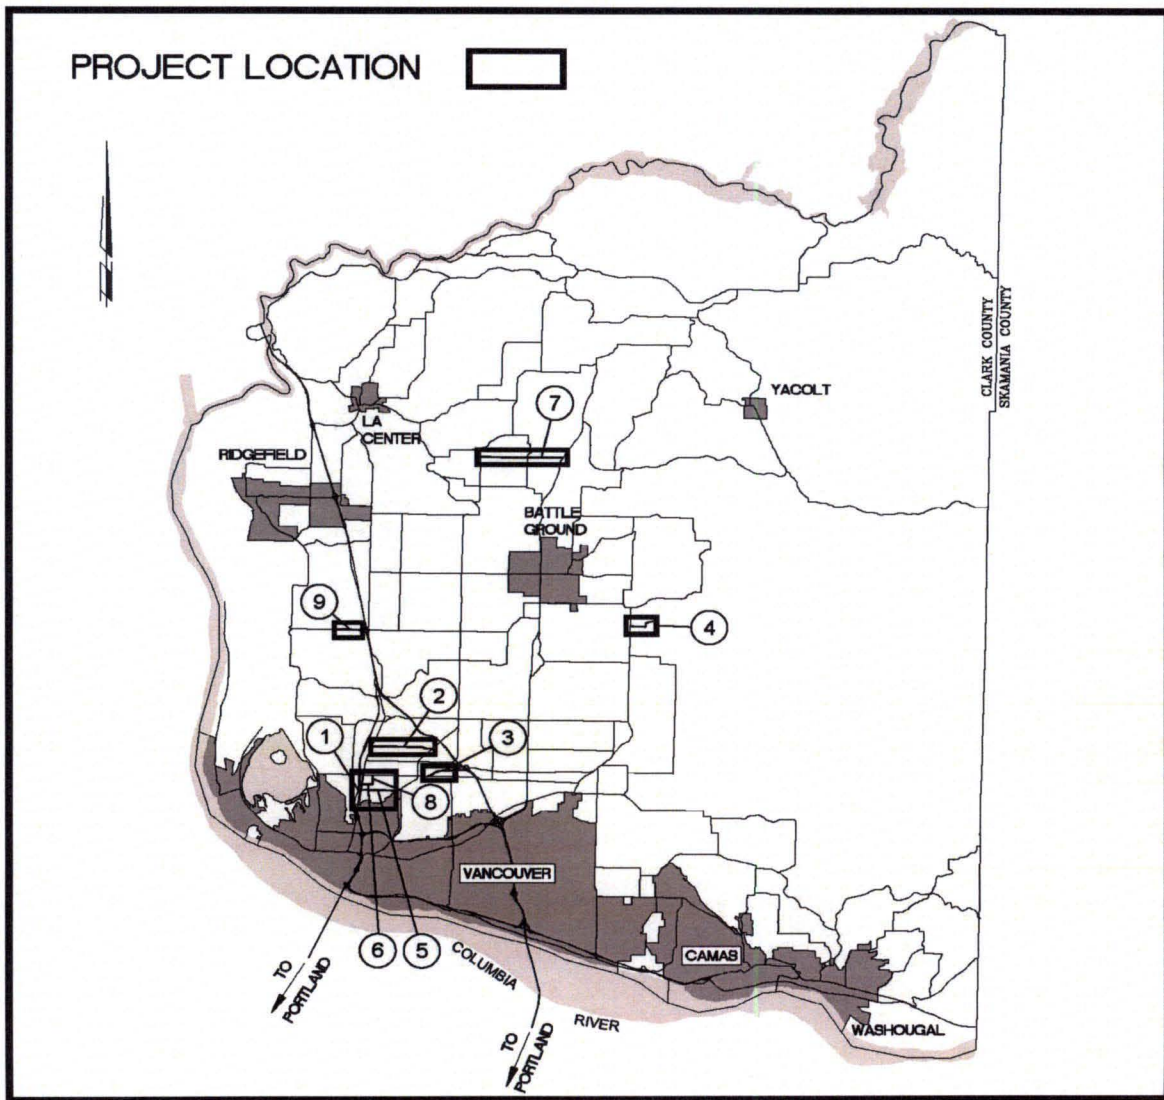 PROJECT LOCATION
N
CLARK COUNTY
SKAMANIA COUNTY
YACOLT
LA
CENTER
7
RIDGEFIELD
BATTLE
GROUND
9
4
2
1
3
8
VANCOUVER
CAMAS
6
5
COLUMBIA
RIVER
TO
PORTLAND
TO
PORTLAND
WASHOUGAL